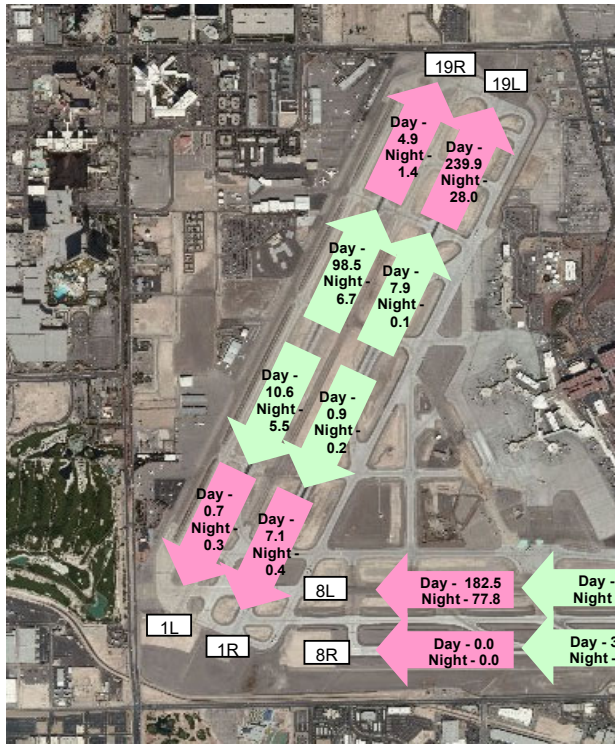 19R
19L
Day -
4.9
Night -
1.4
Day -
239.9
Night -
28.0
Day -
98.5
Night -
6.7
Day -
7.9
Night -
0.1
Day -
10.6
Night -
5.5
Day -
0.9
Night -
0.2
Day -
0.7
Night -
0.3
Day -
7.1
Night -
0.4
8L
Day - 182.5
Night - 77.8
Day -
Night
1L
1R
8R
Day - 0.0
Night - 0.0
Day - 3
Night -